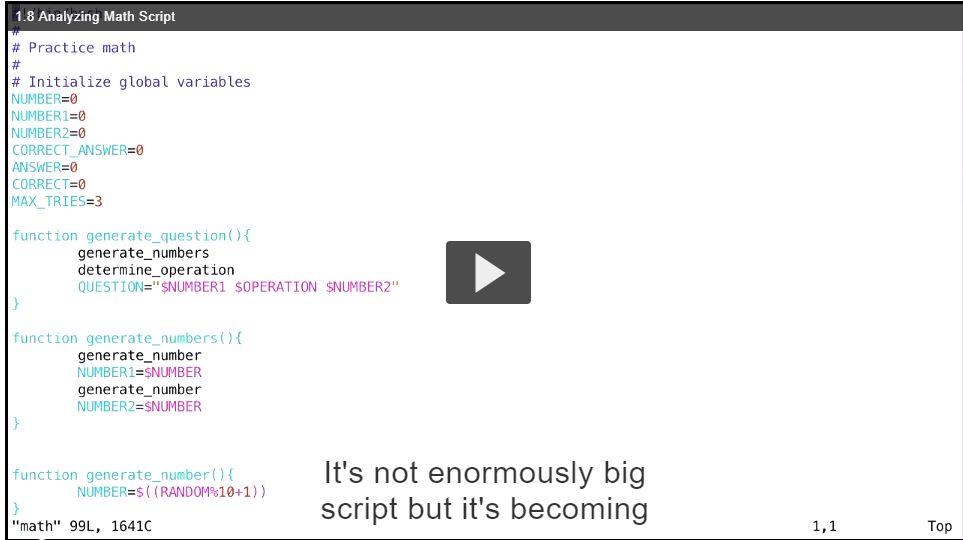 1.8 Analyzing Math Script
#
# Practice math
#
# Initialize global variables
NUMBER=0
NUMBER1=0
NUMBER2=0
CORRECT_ANSWER=0
ANSWER=0
CORRECT=0
MAX_TRIES=3
function generate_question(){
generate_numbers
determine_operation
QUESTION="$NUMBER1 $OPERATION $NUMBER2"
}
function generate_numbers(){
generate_number
NUMBER1=$NUMBER
generate_number
NUMBER2=$NUMBER
}
function generate_number(){
NUMBER=$((RANDOM%10+1))
}
It's not enormously big
script but it's becoming
"math" 99L, 1641C 1,1 Top